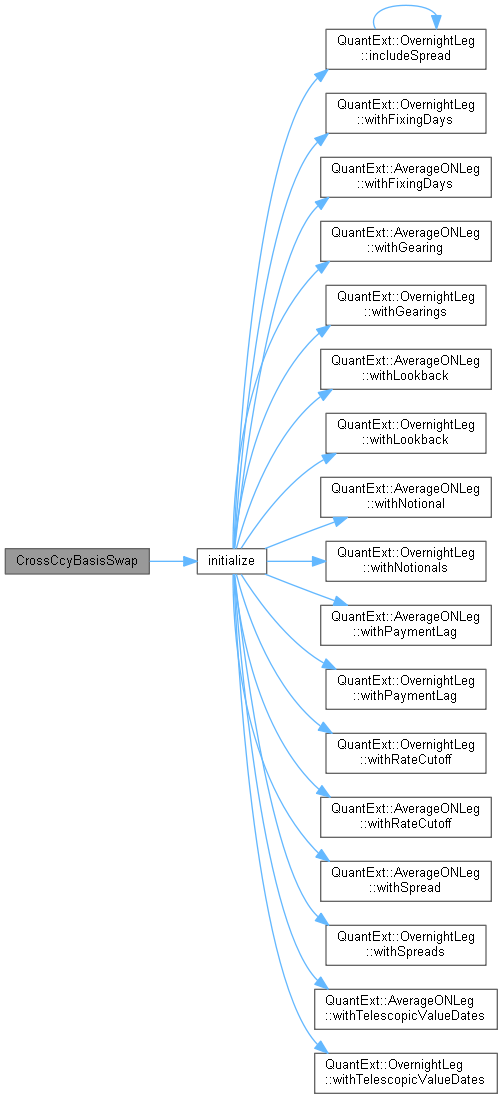 QuantExt::OvernightLeg
::includeSpread
QuantExt::OvernightLeg
::withFixingDays
QuantExt::AverageONLeg
::withFixingDays
QuantExt::AverageONLeg
::withGearing
QuantExt::OvernightLeg
::withGearings
QuantExt::AverageONLeg
::withLookback
QuantExt::OvernightLeg
::withLookback
QuantExt::AverageONLeg
::withNotional
CrossCcyBasisSwap
initialize
QuantExt::OvernightLeg
::withNotionals
QuantExt::AverageONLeg
::withPaymentLag
QuantExt::OvernightLeg
::withPaymentLag
QuantExt::OvernightLeg
::withRateCutoff
QuantExt::AverageONLeg
::withRateCutoff
QuantExt::AverageONLeg
::withSpread
QuantExt::OvernightLeg
::withSpreads
QuantExt::AverageONLeg
::withTelescopicValueDates
QuantExt::OvernightLeg
::withTelescopicValueDates